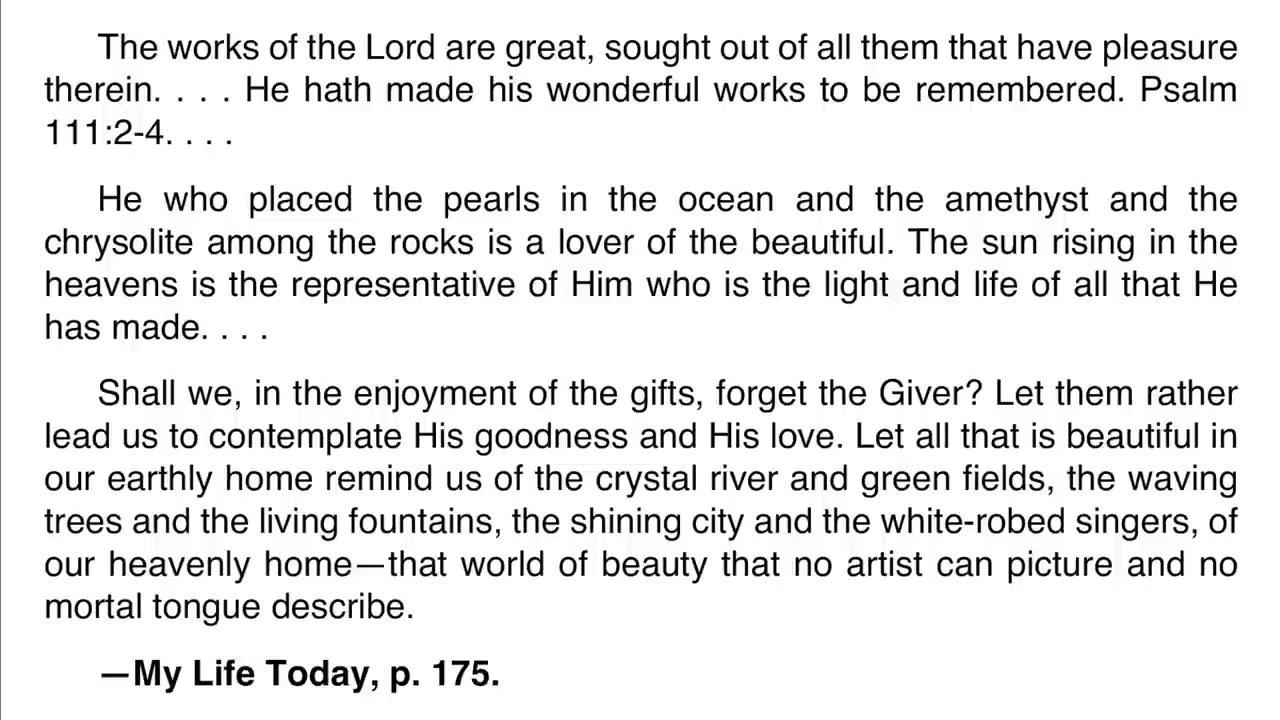 The works of the Lord are great, sought out of all them that have pleasure
therein. . . . He hath made his wonderful works to be remembered. Psalm
111:2-4. . . .
He who placed the pearls in the ocean and the amethyst and the
chrysolite among the rocks is a lover of the beautiful. The sun rising in the
heavens is the representative of Him who is the light and life of all that He
has made. . . .
Shall we, in the enjoyment of the gifts, forget the Giver? Let them rather
lead us to contemplate His goodness and His love. Let all that is beautiful in
our earthly home remind us of the crystal river and green fields, the waving
trees and the living fountains, the shining city and the white-robed singers, of
our heavenly home—that world of beauty that no artist can picture and no
mortal tongue describe.
—My Life Today, p. 175.